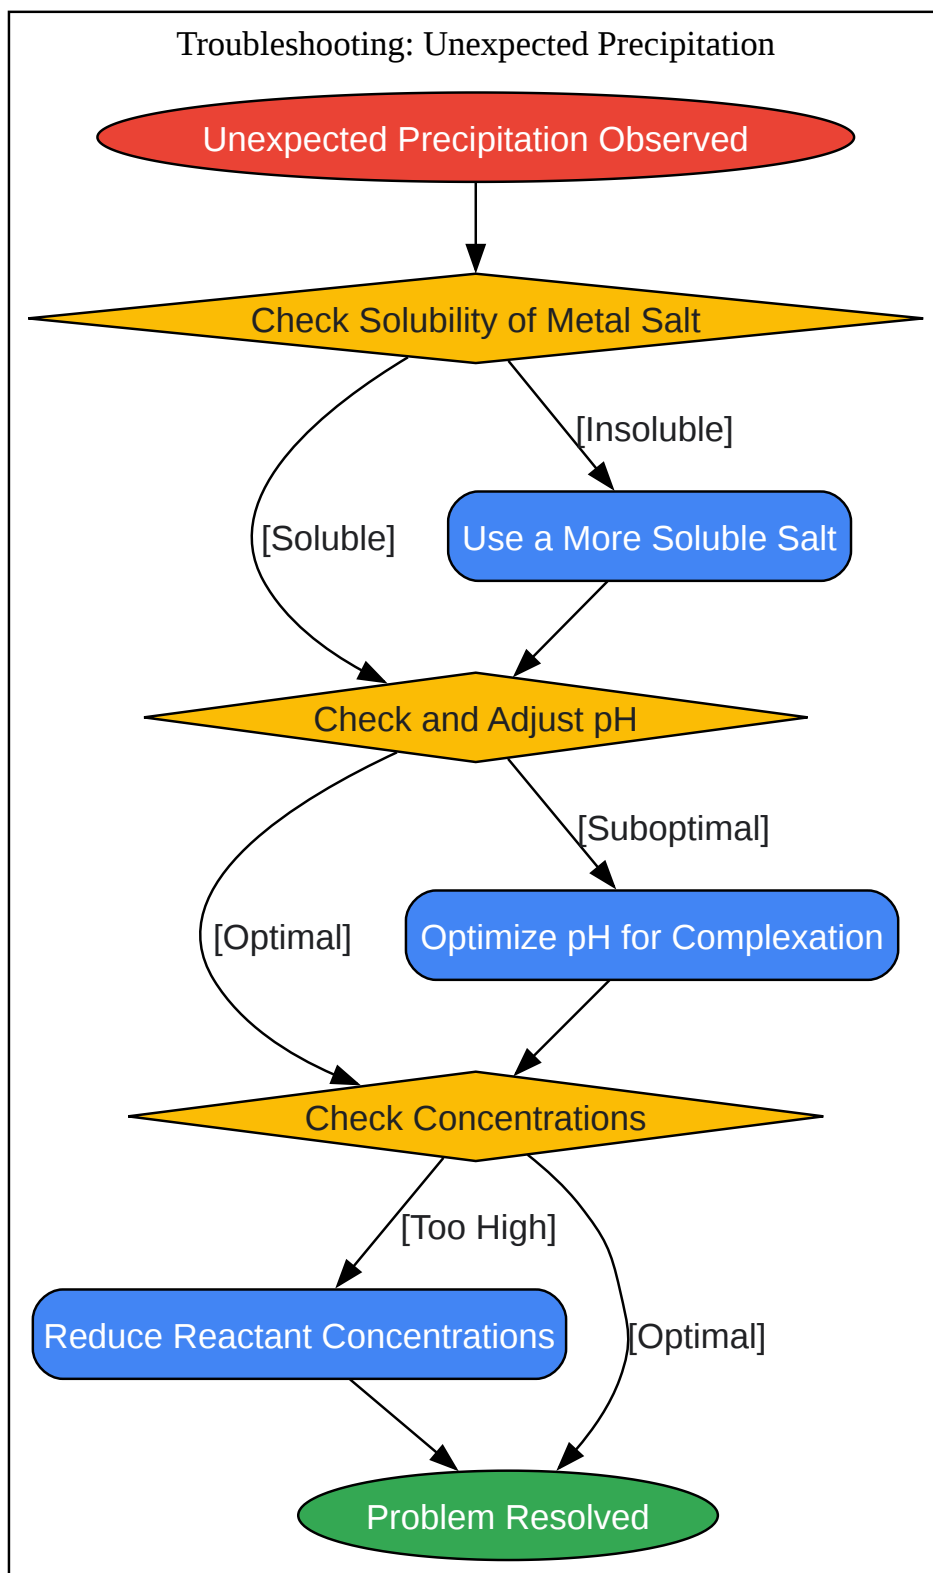 Troubleshooting: Unexpected Precipitation
Unexpected Precipitation Observed
Check Solubility of Metal Salt
[Insoluble]
[Soluble]
Use a More Soluble Salt
Check and Adjust pH
[Suboptimal]
[Optimal]
Optimize pH for Complexation
Check Concentrations
[Too High]
Reduce Reactant Concentrations
[Optimal]
Problem Resolved